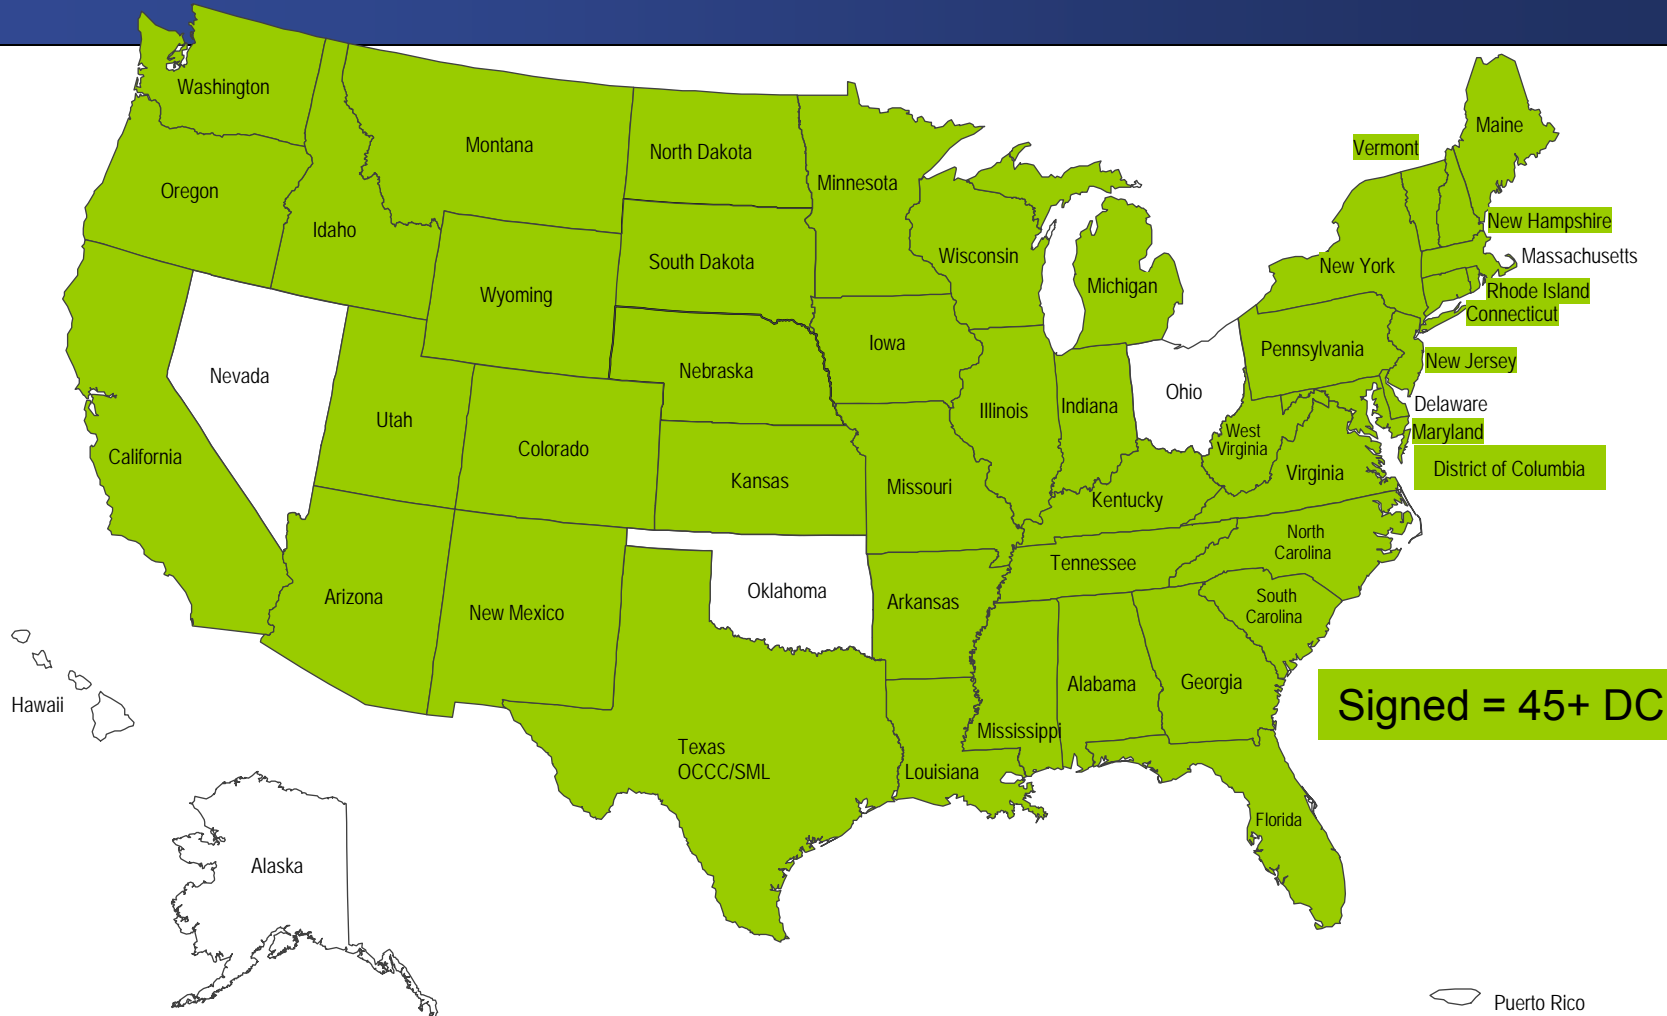 Washington
Montana
North Dakota
Minnesota
Maine
Vermont
Oregon
Idaho
Wyoming
South Dakota
Wisconsin
Michigan
New York
New Hampshire
Massachusetts
Rhode Island
Connecticut
Nevada
Utah
Colorado
Nebraska
Iowa
Illinois
Indiana
Ohio
Pennsylvania
New Jersey
Delaware
Maryland
District of Columbia
California
Kansas
Missouri
Kentucky
West
Virginia
Virginia
Arizona
New Mexico
Oklahoma
Arkansas
Tennessee
North
Carolina
South
Carolina
Hawaii
Texas
OCCC/SML
Louisiana
Mississippi
Alabama
Georgia
Signed = 45+ DC
Florida
Alaska
Puerto Rico